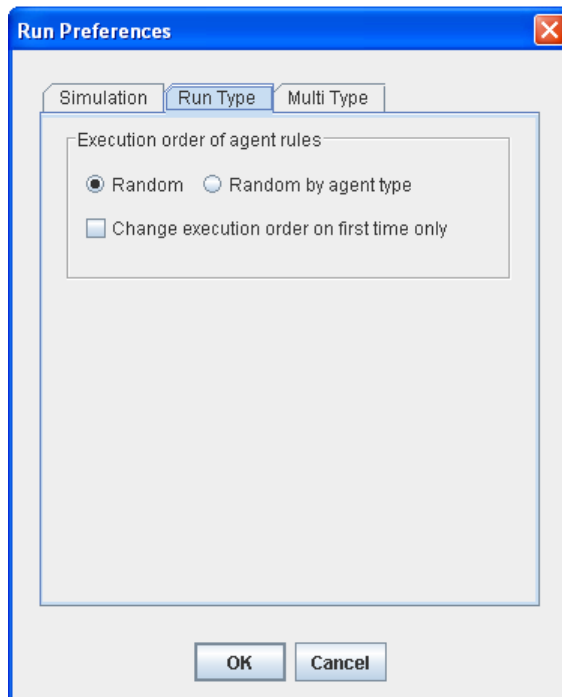 Run Preferences
Simulation Run Type Multi Type
Execution order of agent rules
Random Random by agent type
Change execution order on first time only
OK Cancel